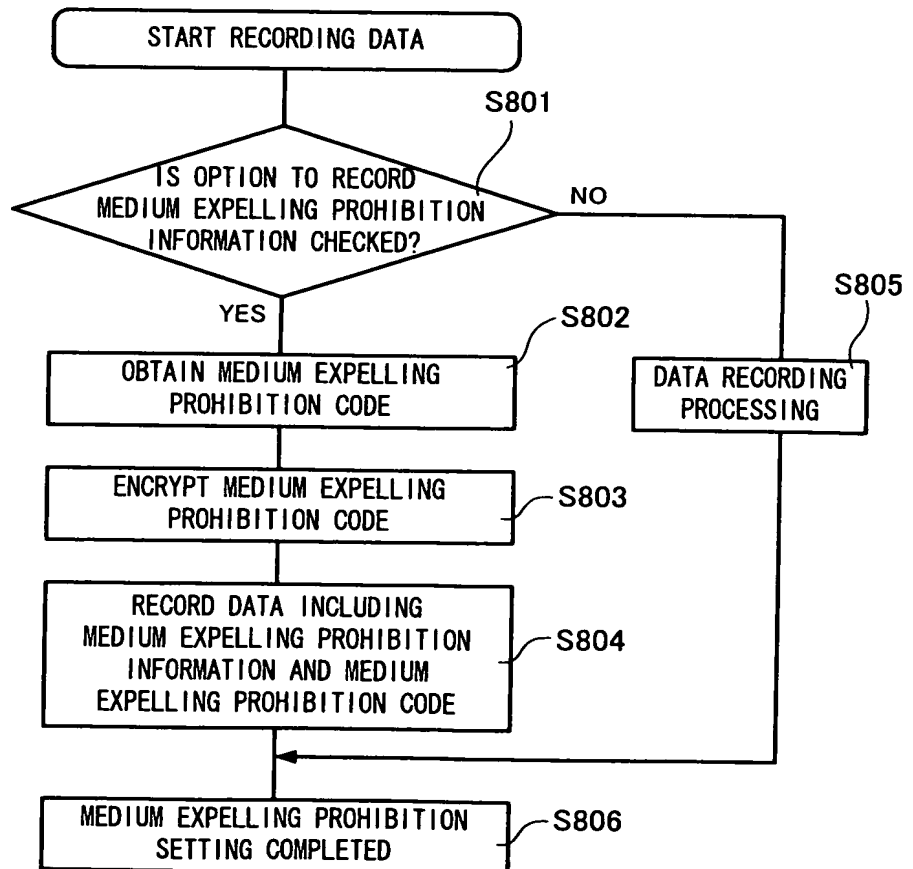 START RECORDING DATA
S801
IS OPTION TO RECORD
MEDIUM EXPELLING PROHIBITION
INFORMATION CHECKED?
NO
YES
S802
OBTAIN MEDIUM EXPELLING
PROHIBITION CODE
S805
DATA RECORDING
PROCESSING
ENCRYPT MEDIUM EXPELLING
PROHIBITION CODE
S803
RECORD DATA INCLUDING
MEDIUM EXPELLING PROHIBITION
INFORMATION AND MEDIUM
EXPELLING PROHIBITION CODE
S804
MEDIUM EXPELLING PROHIBITION
SETTING COMPLETED
S806